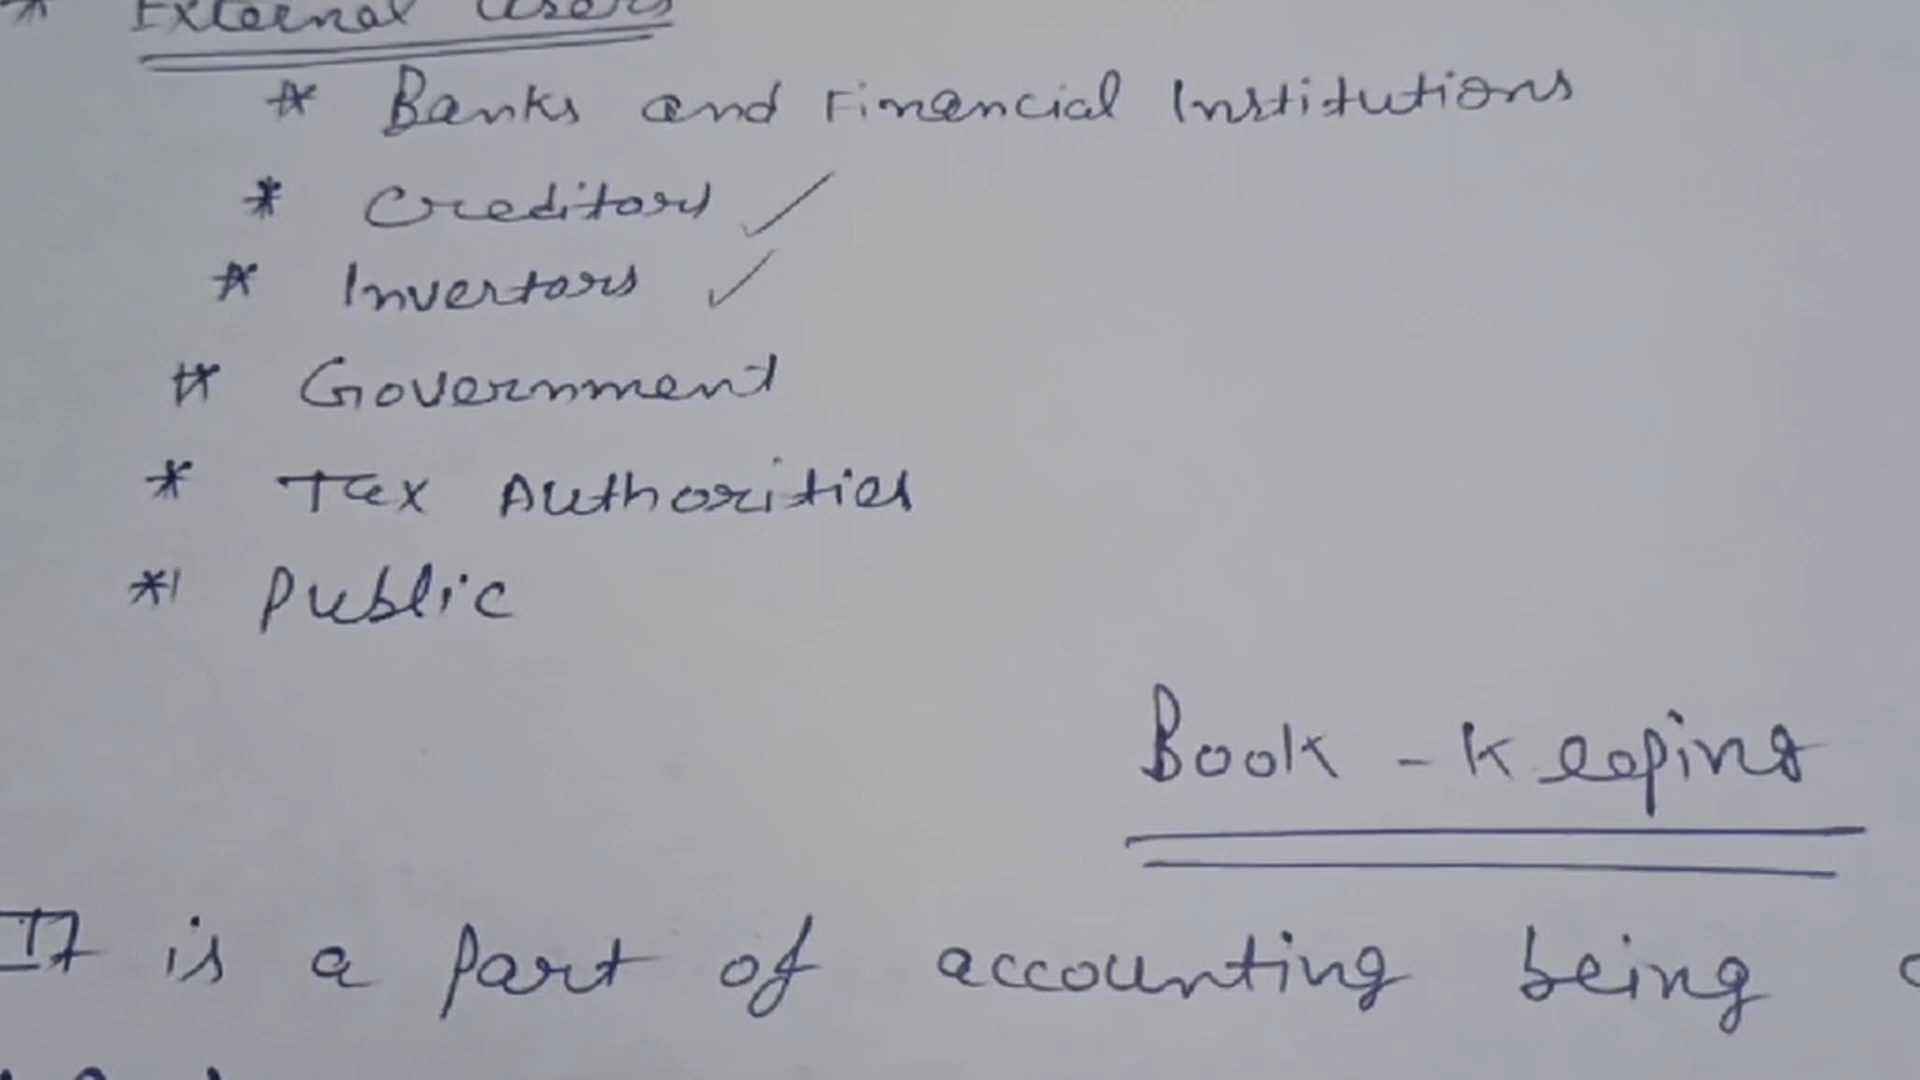 * External Users
* Banks and Financial Institutions
* Creditors ✓
* Investors ✓
* Government
* Tax Authorities
* Public
Book - Keeping
It is a part of accounting being